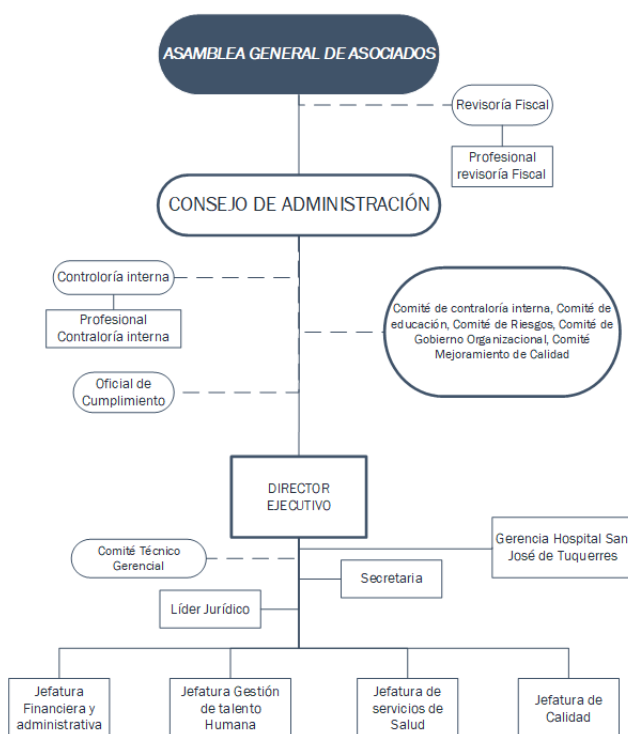 ASAMBLEA GENERAL DE ASOCIADOS
Revisoría Fiscal
Profesional
revisoría Fiscal
CONSEJO DE ADMINISTRACIÓN
Controloría interna
Profesional
Contraloría interna
Comité de contraloría interna, Comité de
educación, Comité de Riesgos, Comité de
Gobierno Organizacional, Comité
Mejoramiento de Calidad
Oficial de
Cumplimiento
DIRECTOR
EJECUTIVO
Comité Técnico
Gerencial
Gerencia Hospital San
José de Tuquerres
Secretaria
Líder Jurídico
Jefatura
Financiera y
administrativa
Jefatura Gestión
de talento
Humana
Jefatura de
servicios de
Salud
Jefatura de
Calidad